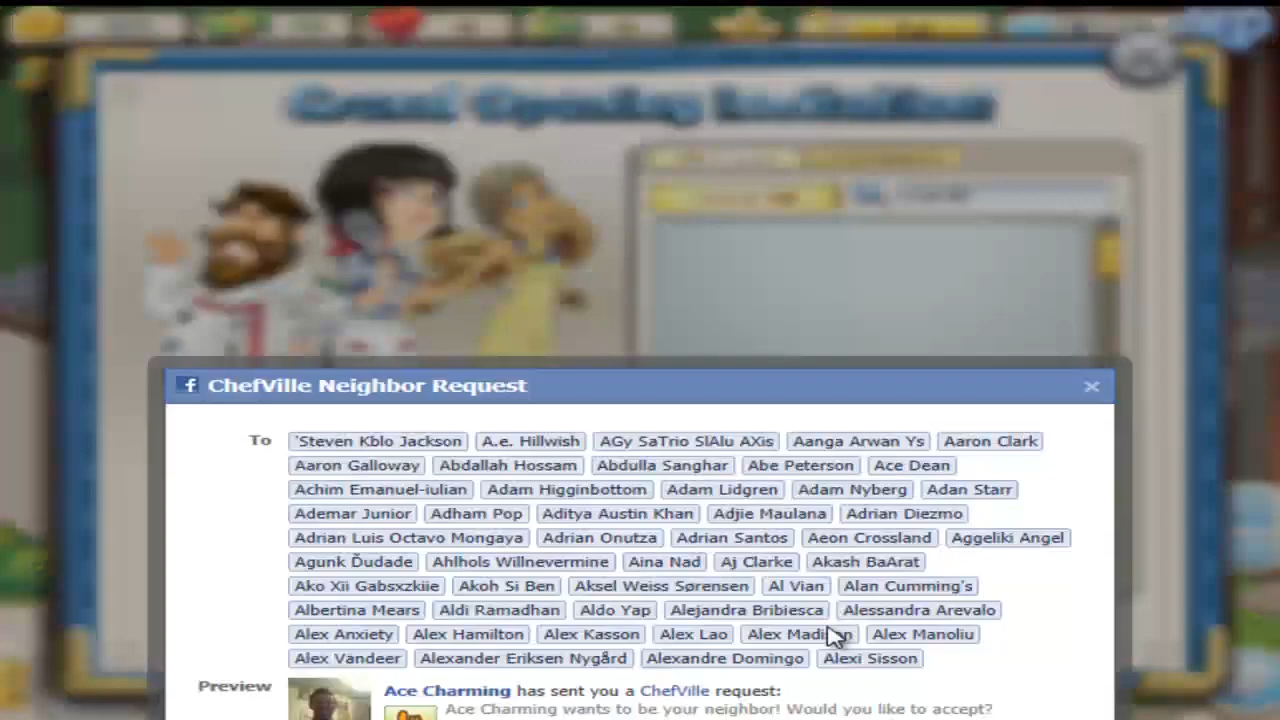 Grand Opening Invitation
ChefVille Neighbor Request
To
'Steven Kblo Jackson A.e. Hillwish AGy SaTrio SlAlu AXis Aanga Arwan Ys Aaron Clark
Aaron Galloway Abdallah Hossam Abdulla Sanghar Abe Peterson Ace Dean
Achim Emanuel-iulian Adam Higginbottom Adam Lidgren Adam Nyberg Adan Starr
Ademar Junior Adham Pop Aditya Austin Khan Adjie Maulana Adrian Diezmo
Adrian Luis Octavo Mongaya Adrian Onutza Adrian Santos Aeon Crossland Aggeliki Angel
Agunk Ďudade Ahlhols Willnevermine Aina Nad Aj Clarke Akash BaArat
Ako Xii Gabsxzkiie Akoh Si Ben Aksel Weiss Sørensen Al Vian Alan Cumming's
Albertina Mears Aldi Ramadhan Aldo Yap Alejandra Bribiesca Alessandra Arevalo
Alex Anxiety Alex Hamilton Alex Kasson Alex Lao Alex Madison Alex Manoliu
Alex Vandeer Alexander Eriksen Nygård Alexandre Domingo Alexi Sisson
Preview
Ace Charming has sent you a ChefVille request:
Ace Charming wants to be your neighbor! Would you like to accept?